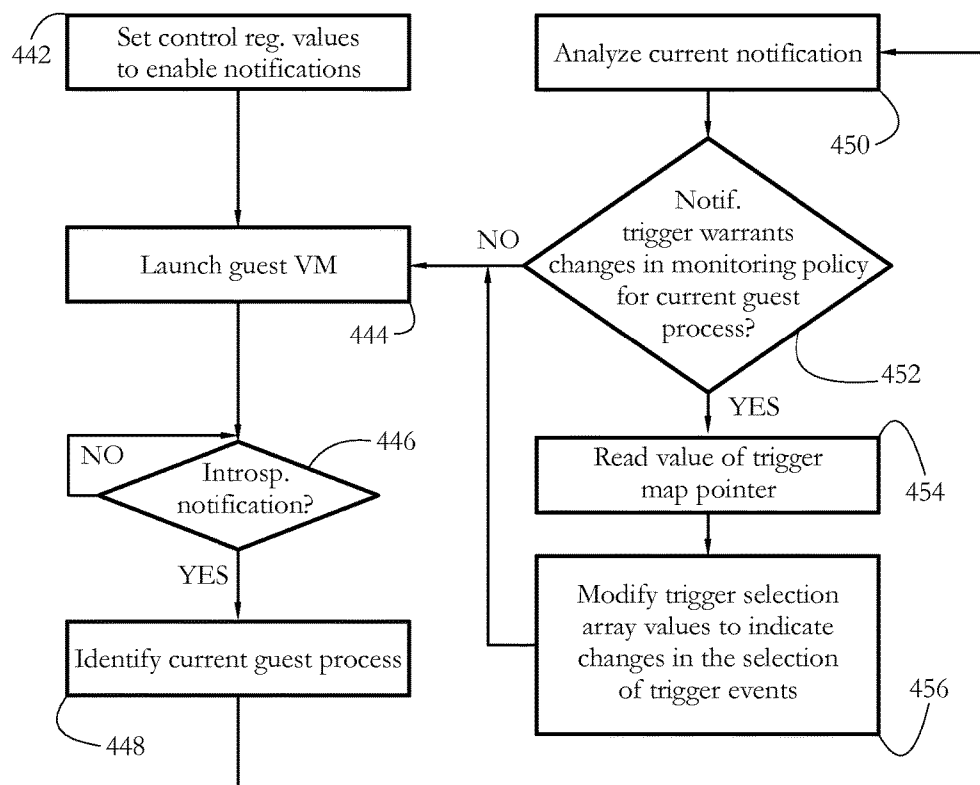 442
Set control reg. values
to enable notifications
Launch guest VM
444
446
NO
Introsp.
notification?
YES
Identify current guest process
448
Analyze current notification
450
NO
Notif.
trigger warrants
changes in monitoring policy
for current guest
process?
452
YES
Read value of trigger
map pointer
454
Modify trigger selection
array values to indicate
changes in the selection
of trigger events
456